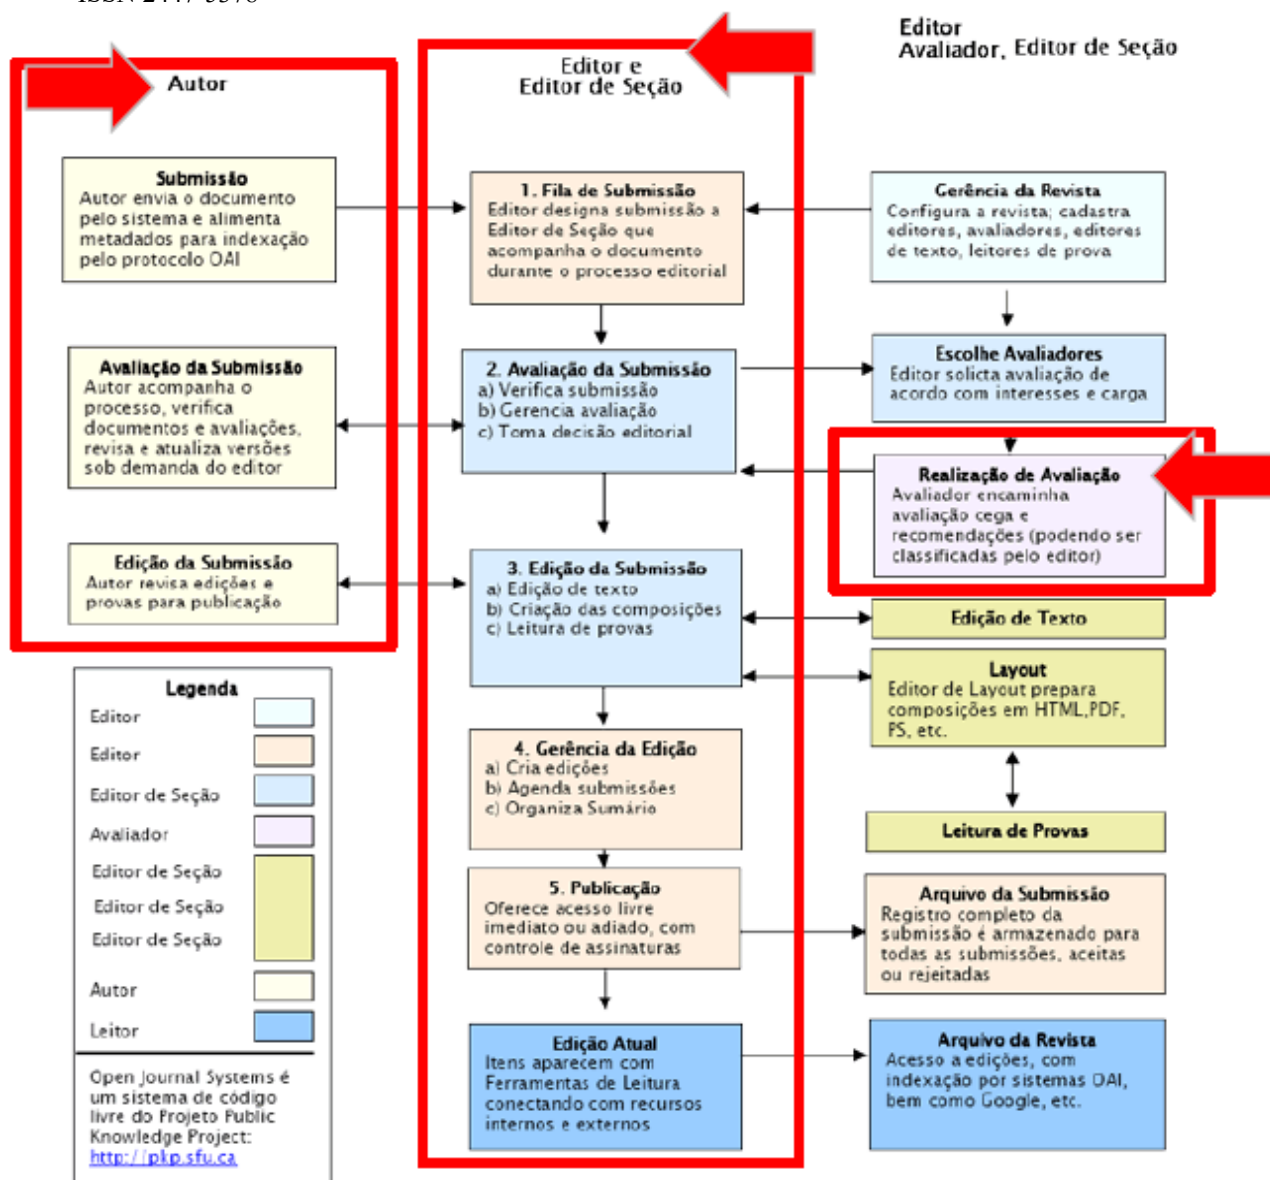 Editor
Avaliador, Editor de Seção
Autor
Editor e
Editor de Seção
Submissão
Autor envia o documento
pelo sistema e alimenta
metadados para indexação
pelo protocolo OAI
1. Fila de Submissão
Editor designa submissão a
Editor de Seção que
acompanha o documento
durante o processo editorial
Gerência da Revista
Configura a revista; cadastra
editores, avaliadores, editores
de texto, leitores de prova
Avaliação da Submissão
Autor acompanha o
processo, verifica
documentos e avaliações,
revisa e atualiza versões
sob demanda do editor
2. Avaliação da Submissão
a) Verifica submissão
b) Gerencia avaliação
c) Toma decisão editorial
Escolhe Avaliadores
Editor solicta avaliação de
acordo com interesses e carga
Realização de Avaliação
Avaliador encaminha
avaliação cega e
recomendações (podendo ser
classificadas pelo editor)
Edição da Submissão
Autor revisa edições e
provas para publicação
3. Edição da Submissão
a) Edição de texto
b) Criação das composições
c) Leitura de provas
Edição de Texto
Layout
Editor de Layout prepara
composições em HTML,PDF,
PS, etc.
Leitura de Provas
4. Gerência da Edição
a) Cria edições
b) Agenda submissões
c) Organiza Sumário
5. Publicação
Oferece acesso livre
imediato ou adiado, com
controle de assinaturas
Arquivo da Submissão
Registro completo da
submissão é armazenado para
todas as submissões, aceitas
ou rejeitadas
Edição Atual
Itens aparecem com
Ferramentas de Leitura
conectando com recursos
internos e externos
Arquivo da Revista
Acesso a edições, com
indexação por sistemas OAI,
bem como Google, etc.
Legenda
Editor
Editor
Editor de Seção
Avaliador
Editor de Seção
Editor de Seção
Editor de Seção
Autor
Leitor
Open Journal Systems é
um sistema de código
livre do Projeto Public
Knowledge Project:
http://pkp.sfu.ca